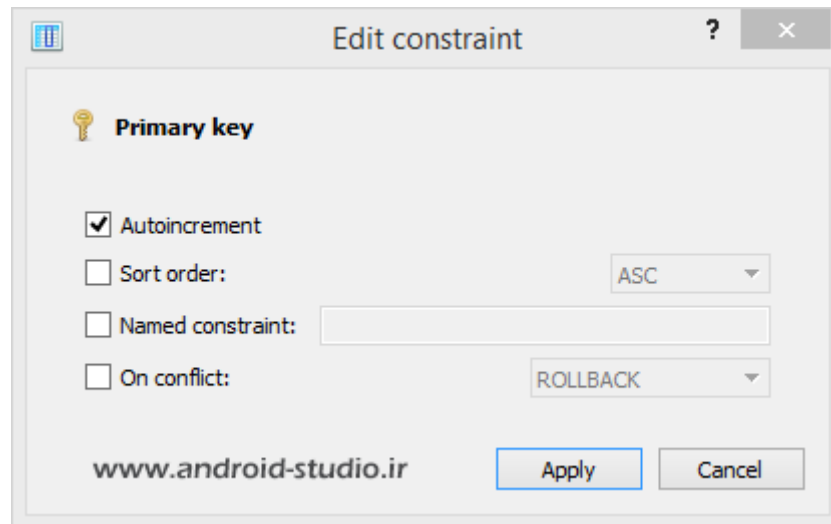 Edit constraint ?
Primary key
Autoincrement
Sort order: ASC
Named constraint:
On conflict: ROLLBACK
www.android-studio.ir Apply Cancel